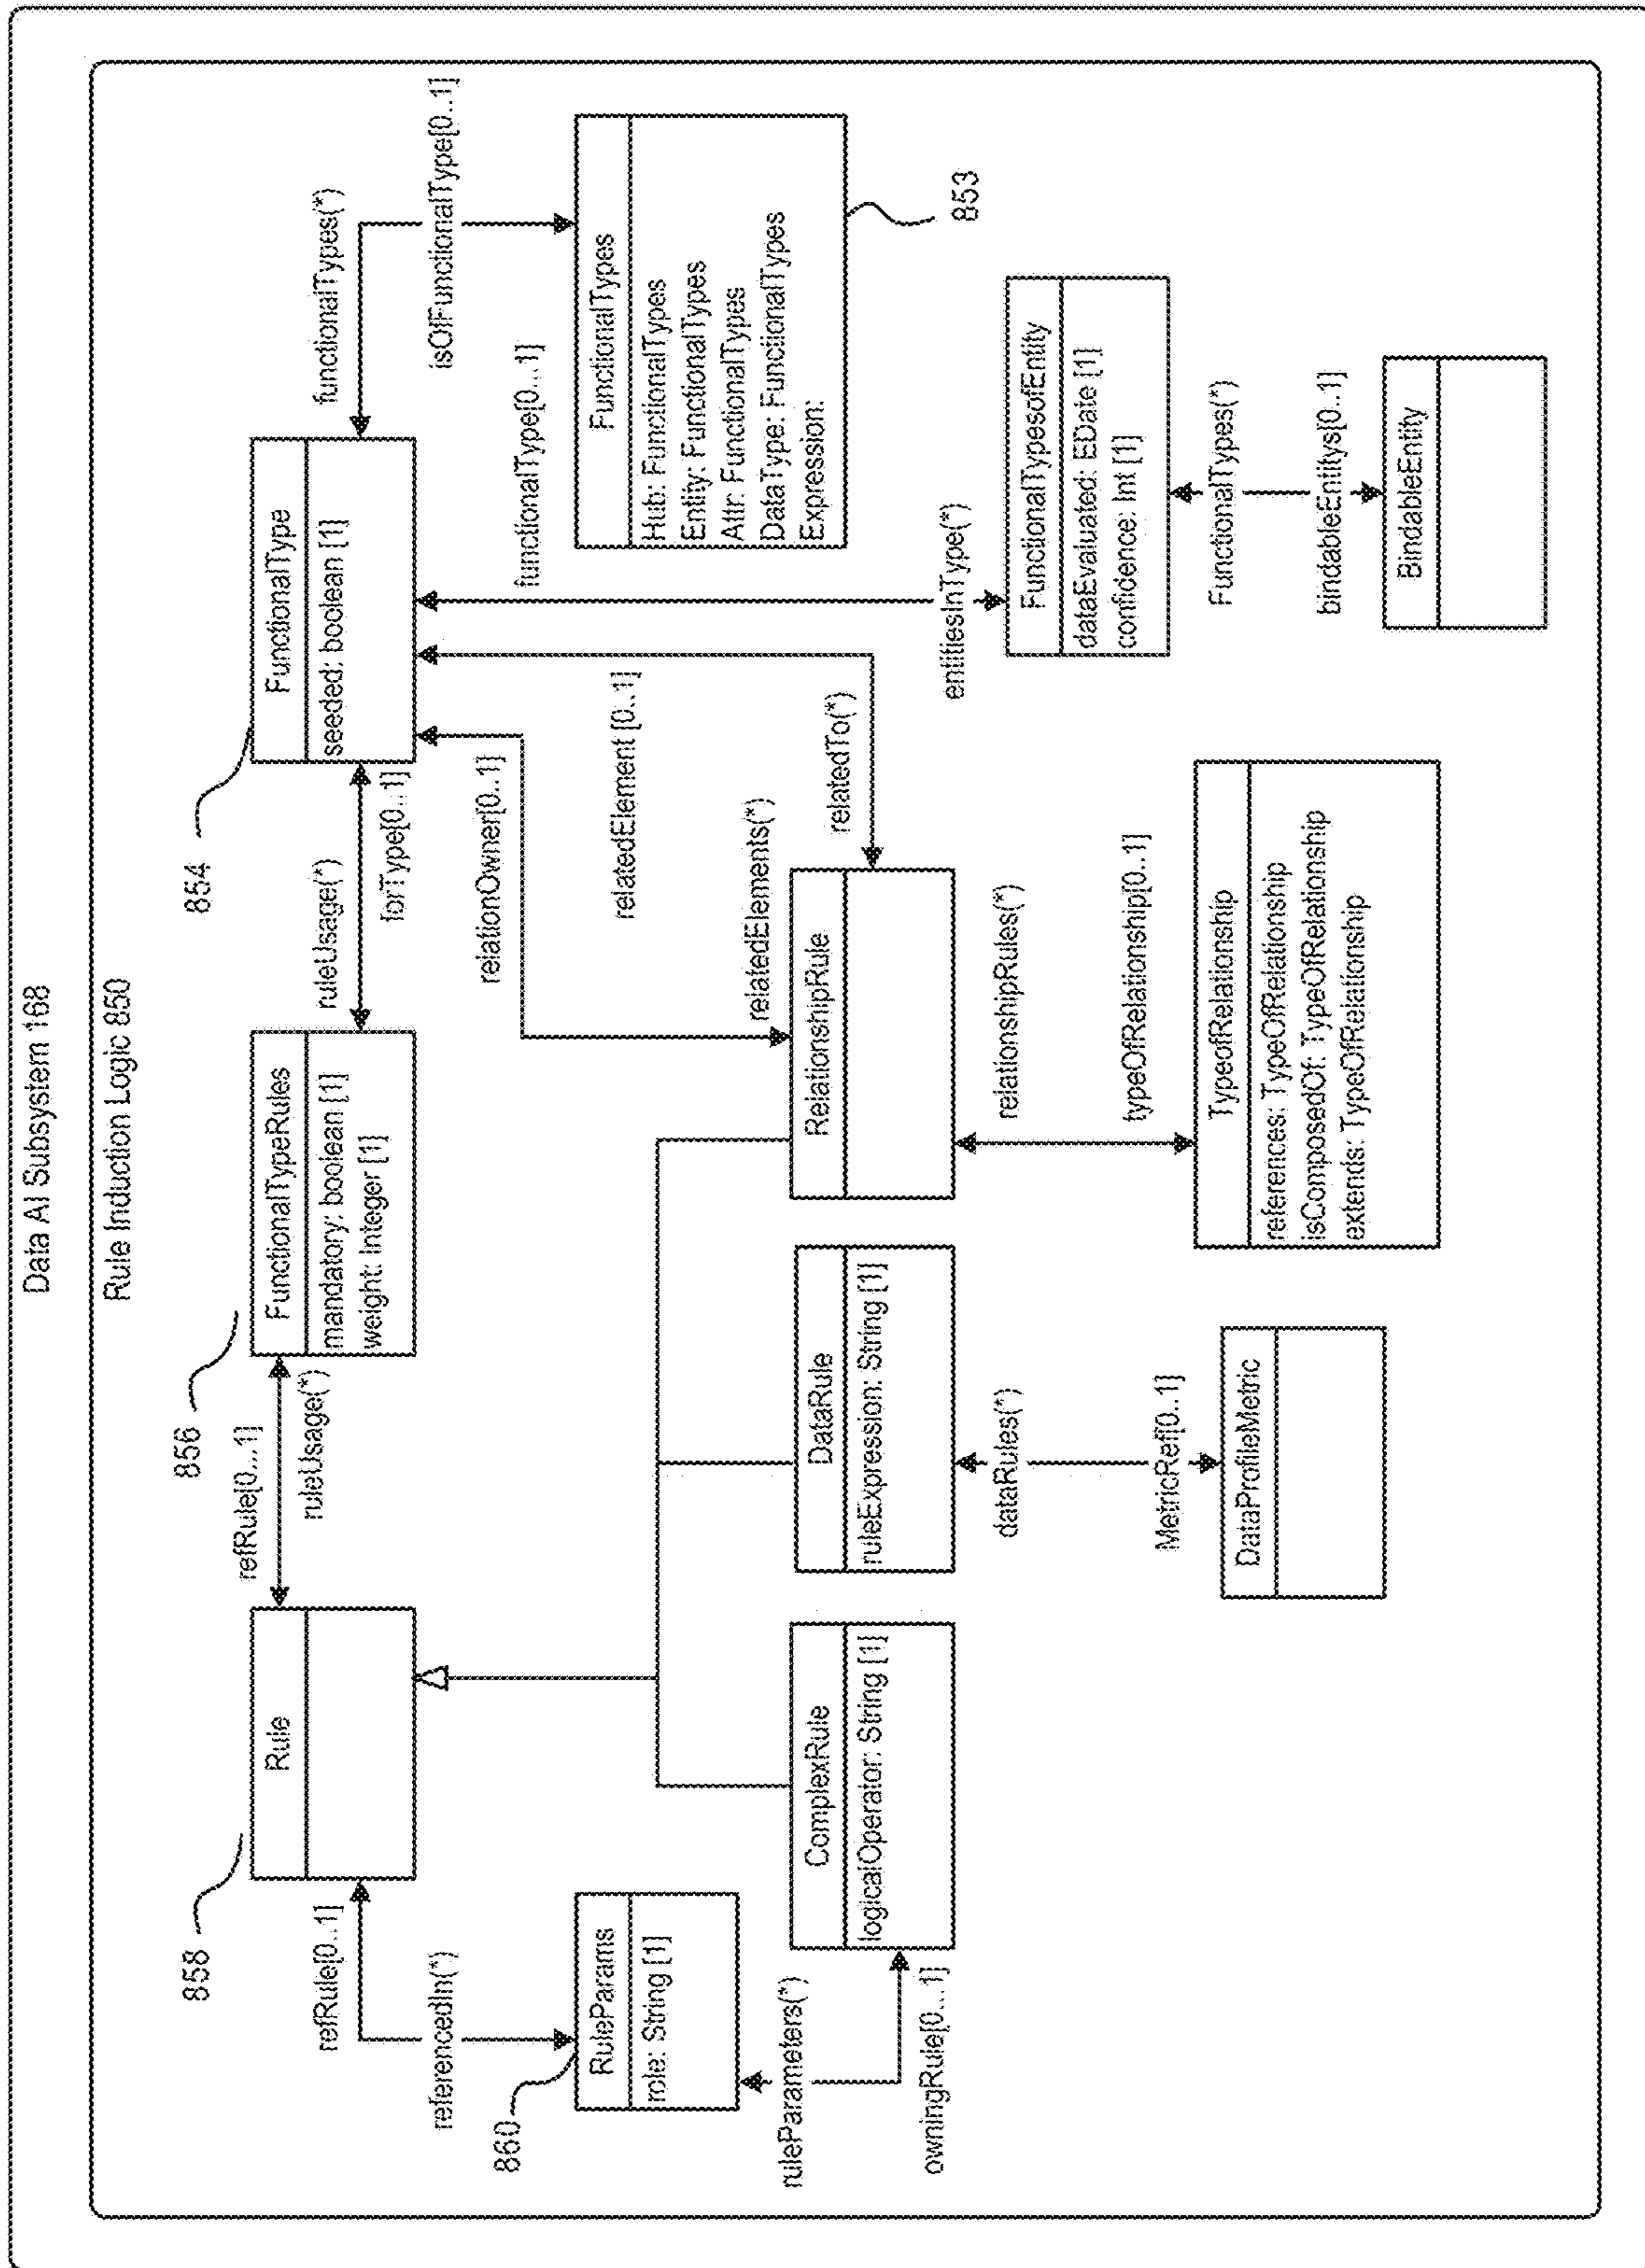 Data AI Subsystem 168
Rule Induction Logic 850
858
856
854
Rule
refRule[0...1]
ruleUsage(*)
FunctionalTypeRules
mandatory: boolean [1]
weight: Integer [1]
ruleUsage(*)
forType[0..1]
FunctionalType
seeded: boolean [1]
functionalTypes(*)
isOfFunctionalType[0..1]
refRule[0..1]
referencedIn(*)
860
RuleParams
role: String [1]
ruleParameters(*)
owningRule[0...1]
relationOwner[0..1]
relatedElement [0..1]
relatedElements(*)
relatedTo(*)
functionalType[0...1]
entitiesInType(*)
FunctionalTypes
Hub: FunctionalTypes
Entity: FunctionalTypes
Attr: FunctionalTypes
DataType: FunctionalTypes
Expression:
853
ComplexRule
logicalOperator: String [1]
DataRule
ruleExpression: String [1]
RelationshipRule
dataRules(*)
MetricRef[0..1]
DataProfileMetric
relationshipRules(*)
typeOfRelationship[0..1]
TypeofRelationship
references: TypeOfRelationship
isComposedOf: TypeOfRelationship
extends: TypeOfRelationship
FunctionalTypesofEntity
dataEvaluated: EDate [1]
confidence: Int [1]
FunctionalTypes(*)
bindableEntitys[0..1]
BindableEntity